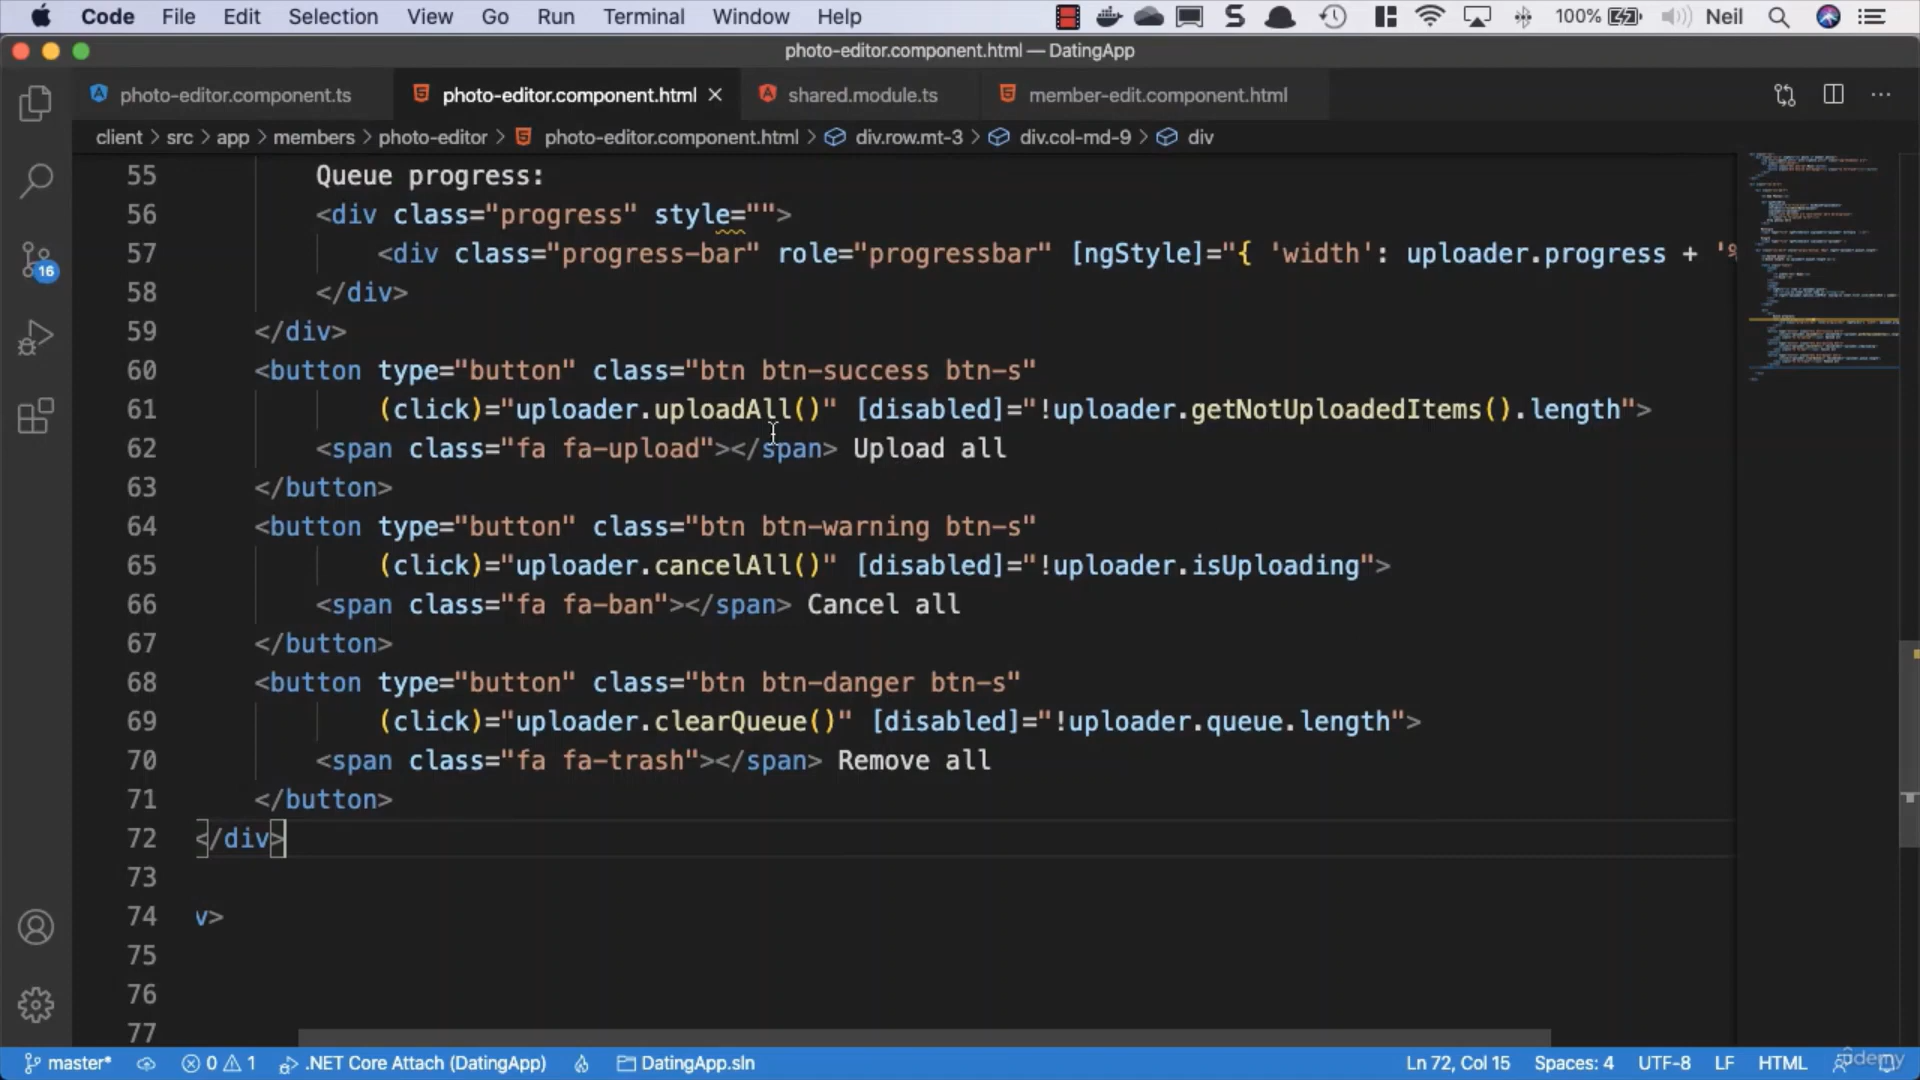 Code File Edit Selection View Go Run Terminal Window Help 100% Neil
photo-editor.component.html — DatingApp
photo-editor.component.ts photo-editor.component.html shared.module.ts member-edit.component.html
client > src > app > members > photo-editor > photo-editor.component.html > div.row.mt-3 > div.col-md-9 > div
55 Queue progress:
56 <div class="progress" style="">
57 <div class="progress-bar" role="progressbar" [ngStyle]="{ 'width': uploader.progress + '%
58 </div>
59 </div>
60 <button type="button" class="btn btn-success btn-s"
61 (click)="uploader.uploadAll()" [disabled]="!uploader.getNotUploadedItems().length">
62 <span class="fa fa-upload"></span> Upload all
63 </button>
64 <button type="button" class="btn btn-warning btn-s"
65 (click)="uploader.cancelAll()" [disabled]="!uploader.isUploading">
66 <span class="fa fa-ban"></span> Cancel all
67 </button>
68 <button type="button" class="btn btn-danger btn-s"
69 (click)="uploader.clearQueue()" [disabled]="!uploader.queue.length">
70 <span class="fa fa-trash"></span> Remove all
71 </button>
72 </div>
73
74 v>
75
76
77
16
master* 0 1 .NET Core Attach (DatingApp) DatingApp.sln Ln 72, Col 15 Spaces: 4 UTF-8 LF HTML
udemy